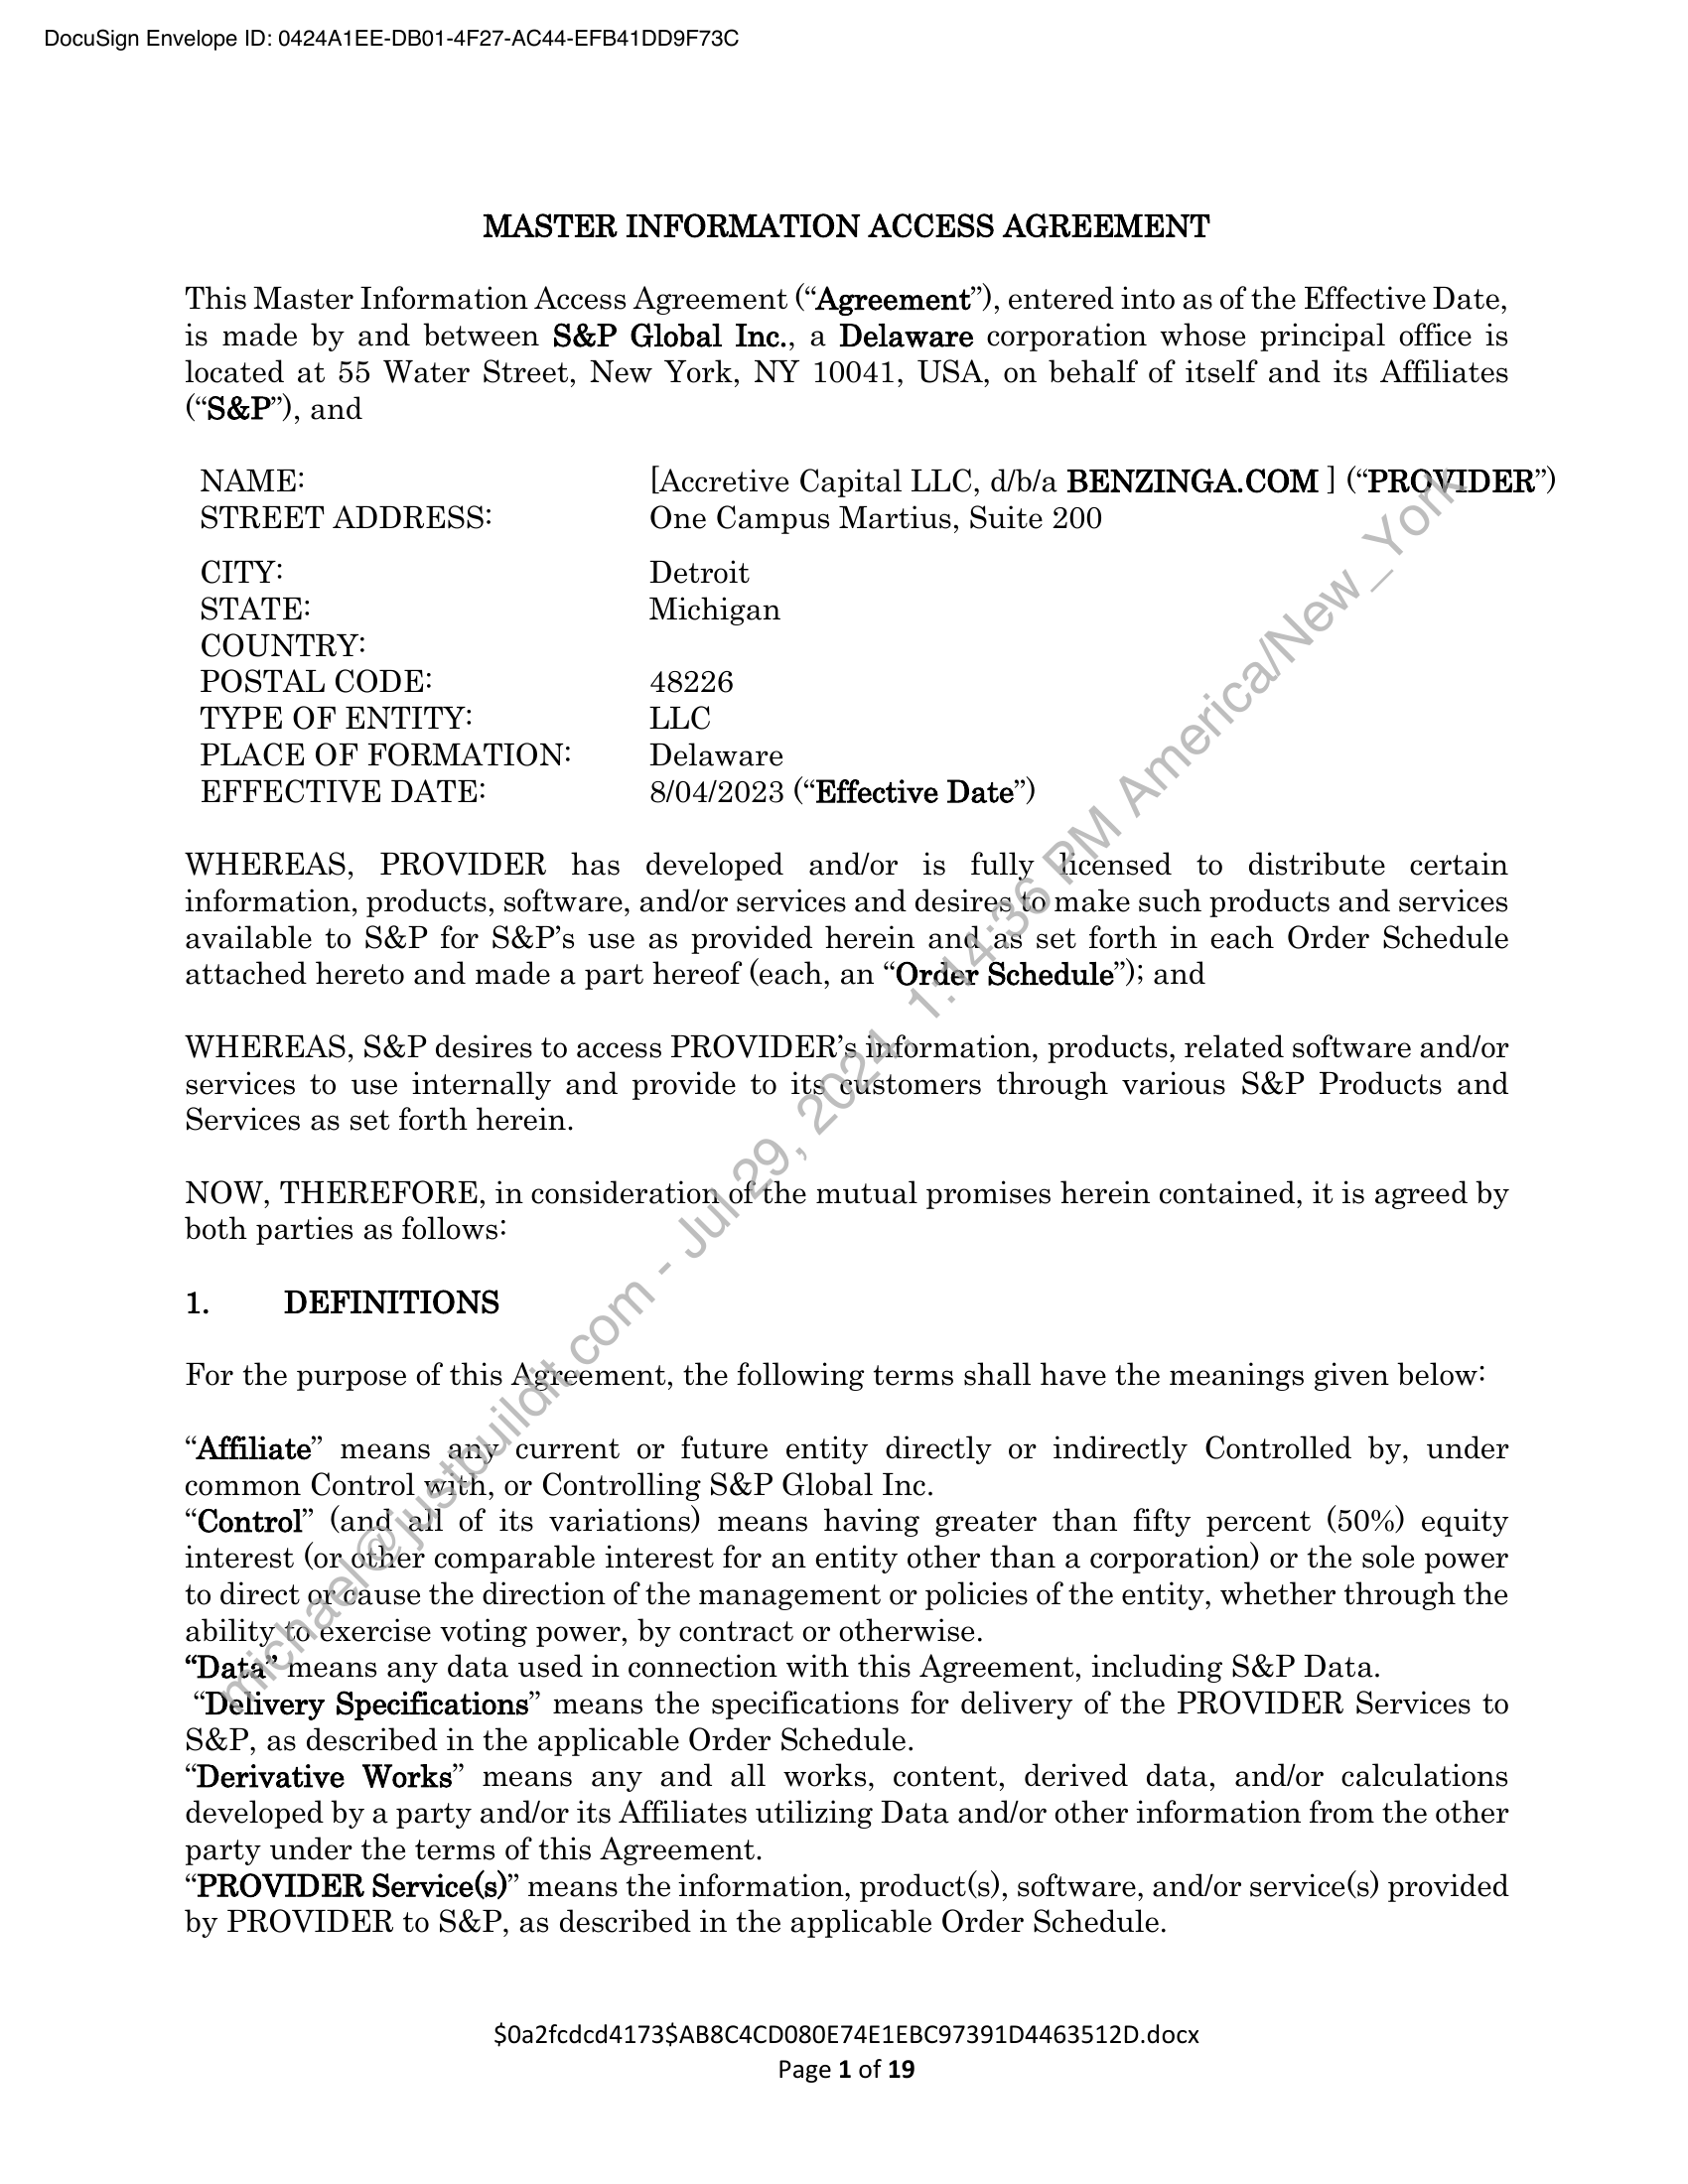 DocuSign Envelope ID: 0424A1EE-DB01-4F27-AC44-EFB41DD9F73C
MASTER INFORMATION ACCESS AGREEMENT
This Master Information Access Agreement (“Agreement”), entered into as of the Effective Date,
is made by and between S&P Global Inc., a Delaware corporation whose principal office is
located at 55 Water Street, New York, NY 10041, USA, on behalf of itself and its Affiliates
(“S&P”), and
NAME: [Accretive Capital LLC, d/b/a BENZINGA.COM ] (“PROVIDER”)
STREET ADDRESS: One Campus Martius, Suite 200
CITY: Detroit
STATE: Michigan
COUNTRY:
POSTAL CODE: 48226
TYPE OF ENTITY: LLC
PLACE OF FORMATION: Delaware
EFFECTIVE DATE: 8/04/2023 (“Effective Date”)
WHEREAS, PROVIDER has developed and/or is fully licensed to distribute certain
information, products, software, and/or services and desires to make such products and services
available to S&P for S&P’s use as provided herein and as set forth in each Order Schedule
attached hereto and made a part hereof (each, an “Order Schedule”); and
WHEREAS, S&P desires to access PROVIDER’s information, products, related software and/or
services to use internally and provide to its customers through various S&P Products and
Services as set forth herein.
NOW, THEREFORE, in consideration of the mutual promises herein contained, it is agreed by
both parties as follows:
1. DEFINITIONS
For the purpose of this Agreement, the following terms shall have the meanings given below:
“Affiliate” means any current or future entity directly or indirectly Controlled by, under
common Control with, or Controlling S&P Global Inc.
“Control” (and all of its variations) means having greater than fifty percent (50%) equity
interest (or other comparable interest for an entity other than a corporation) or the sole power
to direct or cause the direction of the management or policies of the entity, whether through the
ability to exercise voting power, by contract or otherwise.
“Data” means any data used in connection with this Agreement, including S&P Data.
“Delivery Specifications” means the specifications for delivery of the PROVIDER Services to
S&P, as described in the applicable Order Schedule.
“Derivative Works” means any and all works, content, derived data, and/or calculations
developed by a party and/or its Affiliates utilizing Data and/or other information from the other
party under the terms of this Agreement.
“PROVIDER Service(s)” means the information, product(s), software, and/or service(s) provided
by PROVIDER to S&P, as described in the applicable Order Schedule.
$0a2fcdcd4173$AB8C4CD080E74E1EBC97391D4463512D.docx
Page 1 of 19
michael@justbuildit.com - Jul 29, 2024, 1:14:36 PM America/New_York